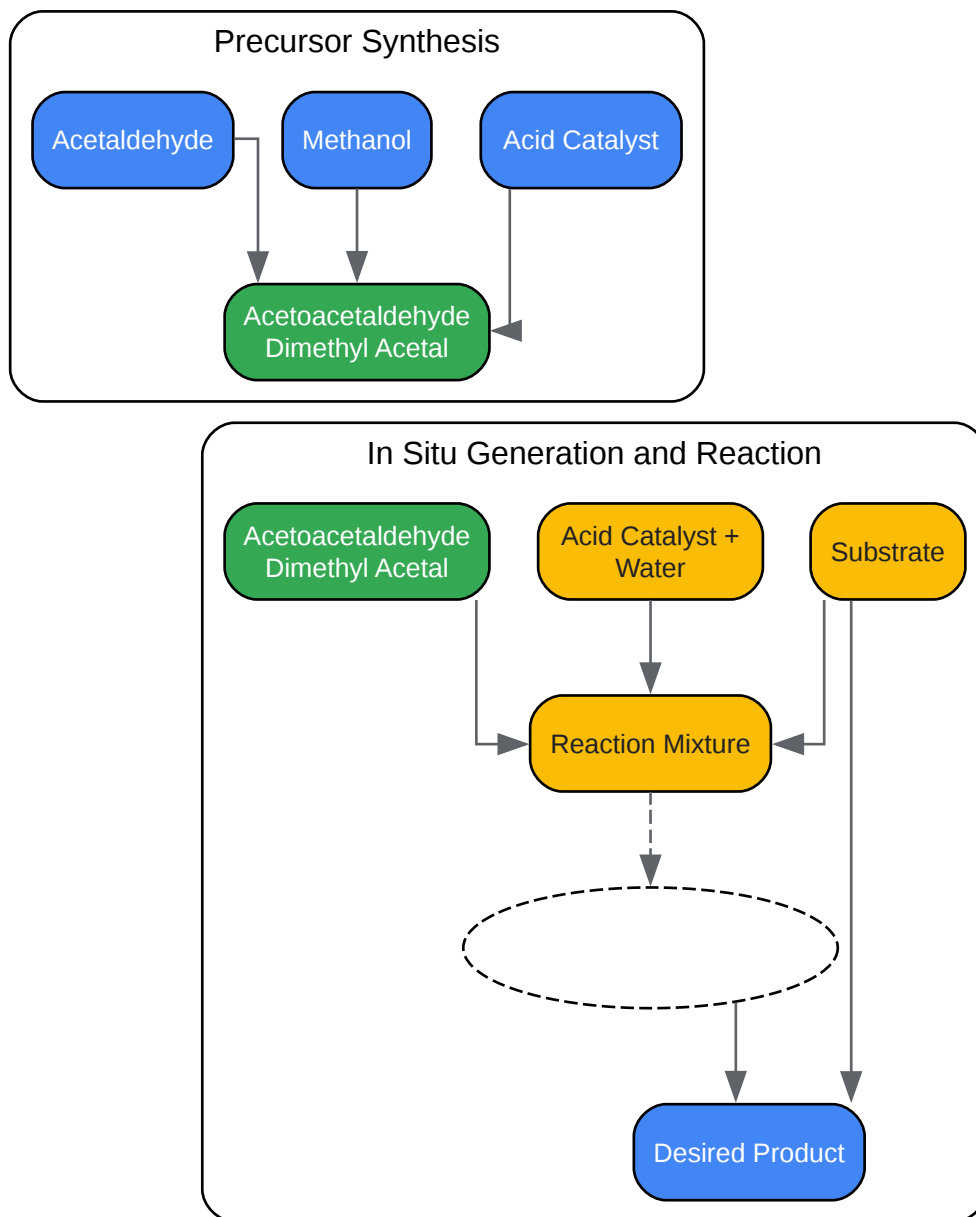 Precursor Synthesis
Acetaldehyde
Methanol
Acid Catalyst
Acetoacetaldehyde
Dimethyl Acetal
In Situ Generation and Reaction
Acetoacetaldehyde
Dimethyl Acetal
Acid Catalyst +
Water
Substrate
Reaction Mixture
Desired Product